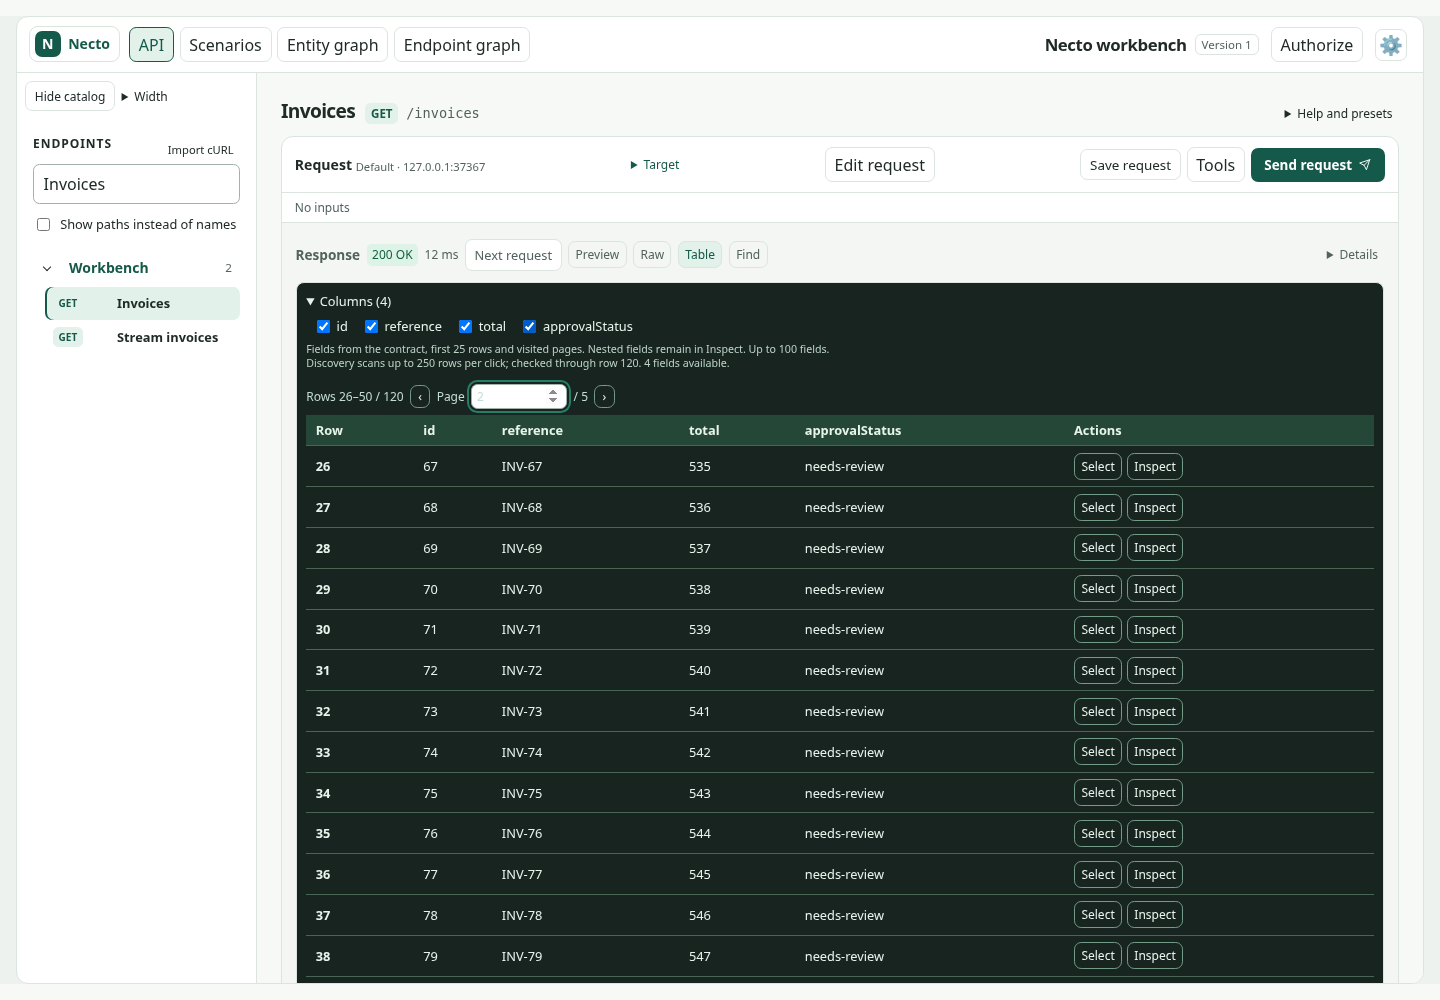 N Necto API Scenarios Entity graph Endpoint graph Necto workbench Version 1 Authorize
Hide catalog Width
ENDPOINTS Import cURL
Invoices
Show paths instead of names
Workbench 2
GET Invoices
GET Stream invoices
Invoices GET /invoices Help and presets
Request Default · 127.0.0.1:37367 Target Edit request Save request Tools Send request
No inputs
Response 200 OK 12 ms Next request Preview Raw Table Find Details
Columns (4)
id reference total approvalStatus
Fields from the contract, first 25 rows and visited pages. Nested fields remain in Inspect. Up to 100 fields.
Discovery scans up to 250 rows per click; checked through row 120. 4 fields available.
Rows 26–50 / 120 ‹ Page 2 / 5 ›
Row id reference total approvalStatus Actions
26 67 INV-67 535 needs-review Select Inspect
27 68 INV-68 536 needs-review Select Inspect
28 69 INV-69 537 needs-review Select Inspect
29 70 INV-70 538 needs-review Select Inspect
30 71 INV-71 539 needs-review Select Inspect
31 72 INV-72 540 needs-review Select Inspect
32 73 INV-73 541 needs-review Select Inspect
33 74 INV-74 542 needs-review Select Inspect
34 75 INV-75 543 needs-review Select Inspect
35 76 INV-76 544 needs-review Select Inspect
36 77 INV-77 545 needs-review Select Inspect
37 78 INV-78 546 needs-review Select Inspect
38 79 INV-79 547 needs-review Select Inspect